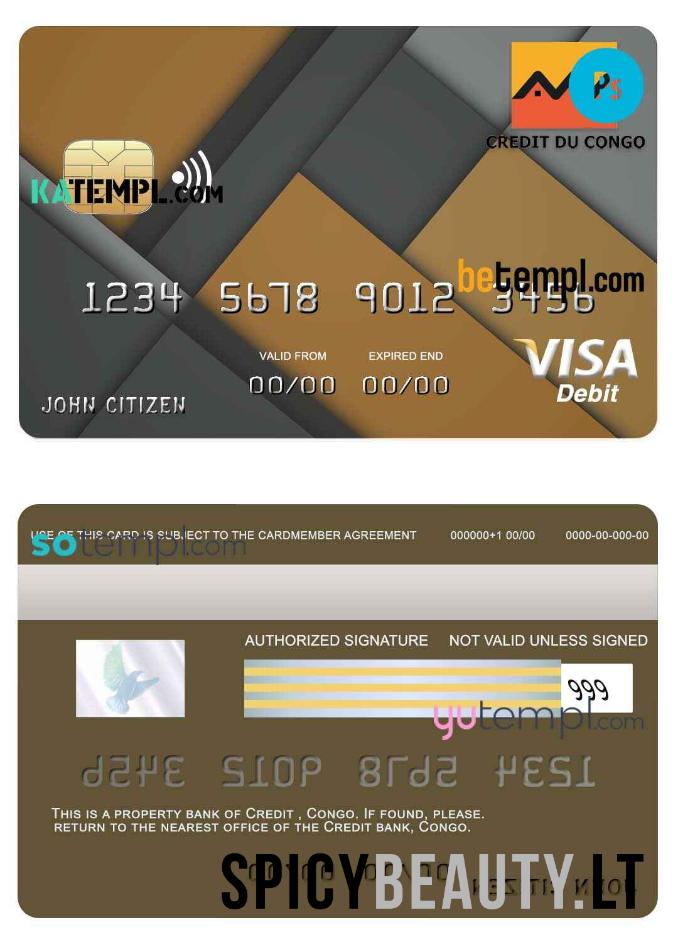 Ps
CREDIT DU CONGO
KATEMPL.COM
betempl.com
1234 5678 9012 3456
VALID FROM EXPIRED END
00/00 00/00
VISA
Debit
JOHN CITIZEN
USE OF THIS CARD IS SUBJECT TO THE CARDMEMBER AGREEMENT 000000+1 00/00 0000-00-000-00
sotempl.com
AUTHORIZED SIGNATURE NOT VALID UNLESS SIGNED
999
yutempl.com
THIS IS A PROPERTY BANK OF CREDIT , CONGO. IF FOUND, PLEASE.
RETURN TO THE NEAREST OFFICE OF THE CREDIT BANK, CONGO.
SPICYBEAUTY.LT